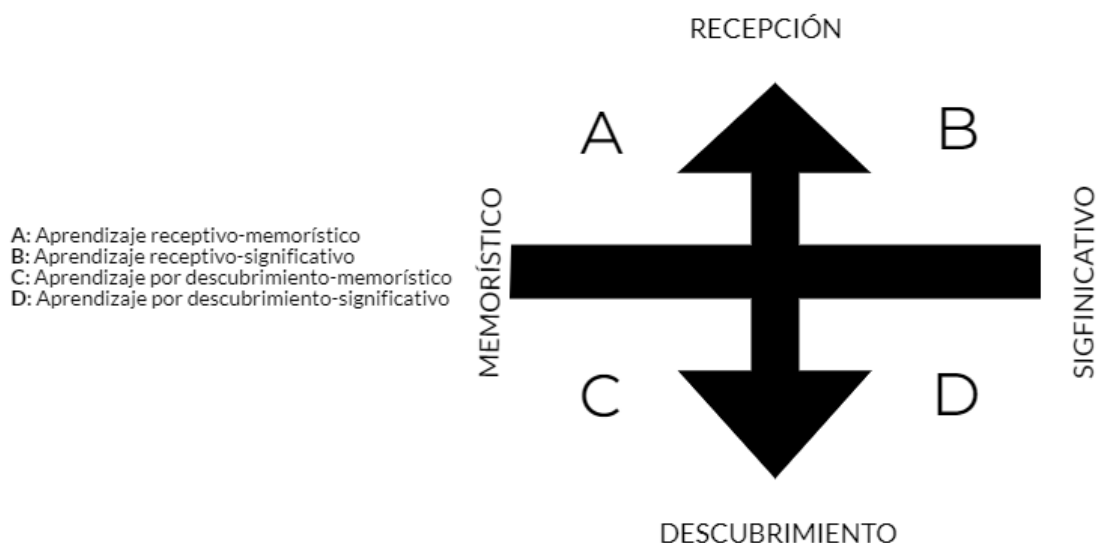 RECEPCIÓN
A
B
A: Aprendizaje receptivo-memorístico
B: Aprendizaje receptivo-significativo
C: Aprendizaje por descubrimiento-memorístico
D: Aprendizaje por descubrimiento-significativo
MEMORÍSTICO
SIGFINICATIVO
C
D
DESCUBRIMIENTO